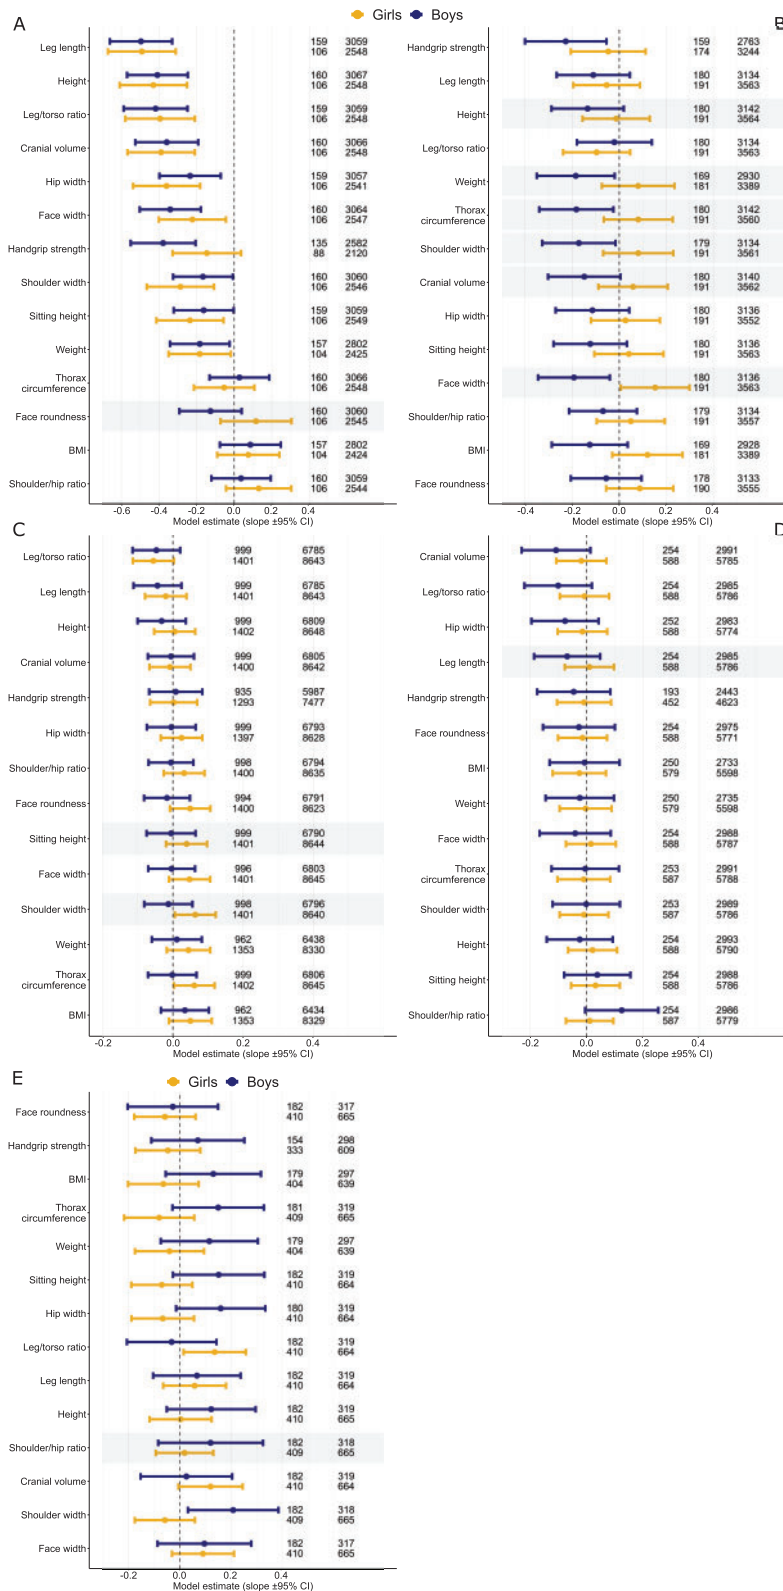 Girls Boys
A
Leg length 159 3059
106 2548
Height 160 3067
106 2548
Leg/torso ratio 159 3059
106 2548
Cranial volume 160 3066
106 2548
Hip width 159 3057
106 2541
Face width 160 3064
106 2547
Handgrip strength 135 2582
88 2120
Shoulder width 160 3060
106 2546
Sitting height 159 3059
106 2549
Weight 157 2802
104 2425
Thorax circumference 160 3066
106 2548
Face roundness 160 3060
106 2545
BMI 157 2802
104 2424
Shoulder/hip ratio 160 3059
106 2544
-0.6 -0.4 -0.2 0.0 0.2 0.4 0.6
Model estimate (slope ±95% CI)
B
Handgrip strength 159 2763
174 3244
Leg length 180 3134
191 3563
Height 180 3142
191 3564
Leg/torso ratio 180 3134
191 3563
Weight 169 2930
181 3389
Thorax circumference 180 3142
191 3560
Shoulder width 179 3134
191 3561
Cranial volume 180 3140
191 3562
Hip width 180 3136
191 3552
Sitting height 180 3136
191 3563
Face width 180 3136
191 3563
Shoulder/hip ratio 179 3134
191 3557
BMI 169 2928
181 3389
Face roundness 178 3133
190 3555
-0.4 -0.2 0.0 0.2 0.4
Model estimate (slope ±95% CI)
C
Leg/torso ratio 999 6785
1401 8643
Leg length 999 6785
1401 8643
Height 999 6809
1402 8648
Cranial volume 999 6805
1400 8642
Handgrip strength 935 5987
1293 7477
Hip width 999 6793
1397 8628
Shoulder/hip ratio 998 6794
1400 8635
Face roundness 994 6791
1400 8623
Sitting height 999 6790
1401 8644
Face width 996 6803
1401 8645
Shoulder width 998 6796
1401 8640
Weight 962 6438
1353 8330
Thorax circumference 999 6806
1402 8645
BMI 962 6434
1353 8329
-0.2 0.0 0.2 0.4
Model estimate (slope ±95% CI)
D
Cranial volume 254 2991
588 5785
Leg/torso ratio 254 2985
588 5786
Hip width 252 2983
588 5774
Leg length 254 2985
588 5786
Handgrip strength 193 2443
452 4623
Face roundness 254 2975
588 5771
BMI 250 2733
579 5598
Weight 250 2735
579 5598
Face width 254 2988
588 5787
Thorax circumference 253 2991
587 5788
Shoulder width 253 2989
587 5786
Height 254 2993
588 5790
Sitting height 254 2988
588 5786
Shoulder/hip ratio 254 2986
587 5779
-0.2 0.0 0.2 0.4
Model estimate (slope ±95% CI)
E
Girls Boys
Face roundness 182 317
410 665
Handgrip strength 154 298
333 609
BMI 179 297
404 639
Thorax circumference 181 319
409 665
Weight 179 297
404 639
Sitting height 182 319
410 664
Hip width 180 319
410 664
Leg/torso ratio 182 319
410 664
Leg length 182 319
410 664
Height 182 319
410 665
Shoulder/hip ratio 182 318
409 665
Cranial volume 182 319
410 664
Shoulder width 182 318
409 665
Face width 182 317
410 665
-0.2 0.0 0.2 0.4
Model estimate (slope ±95% CI)